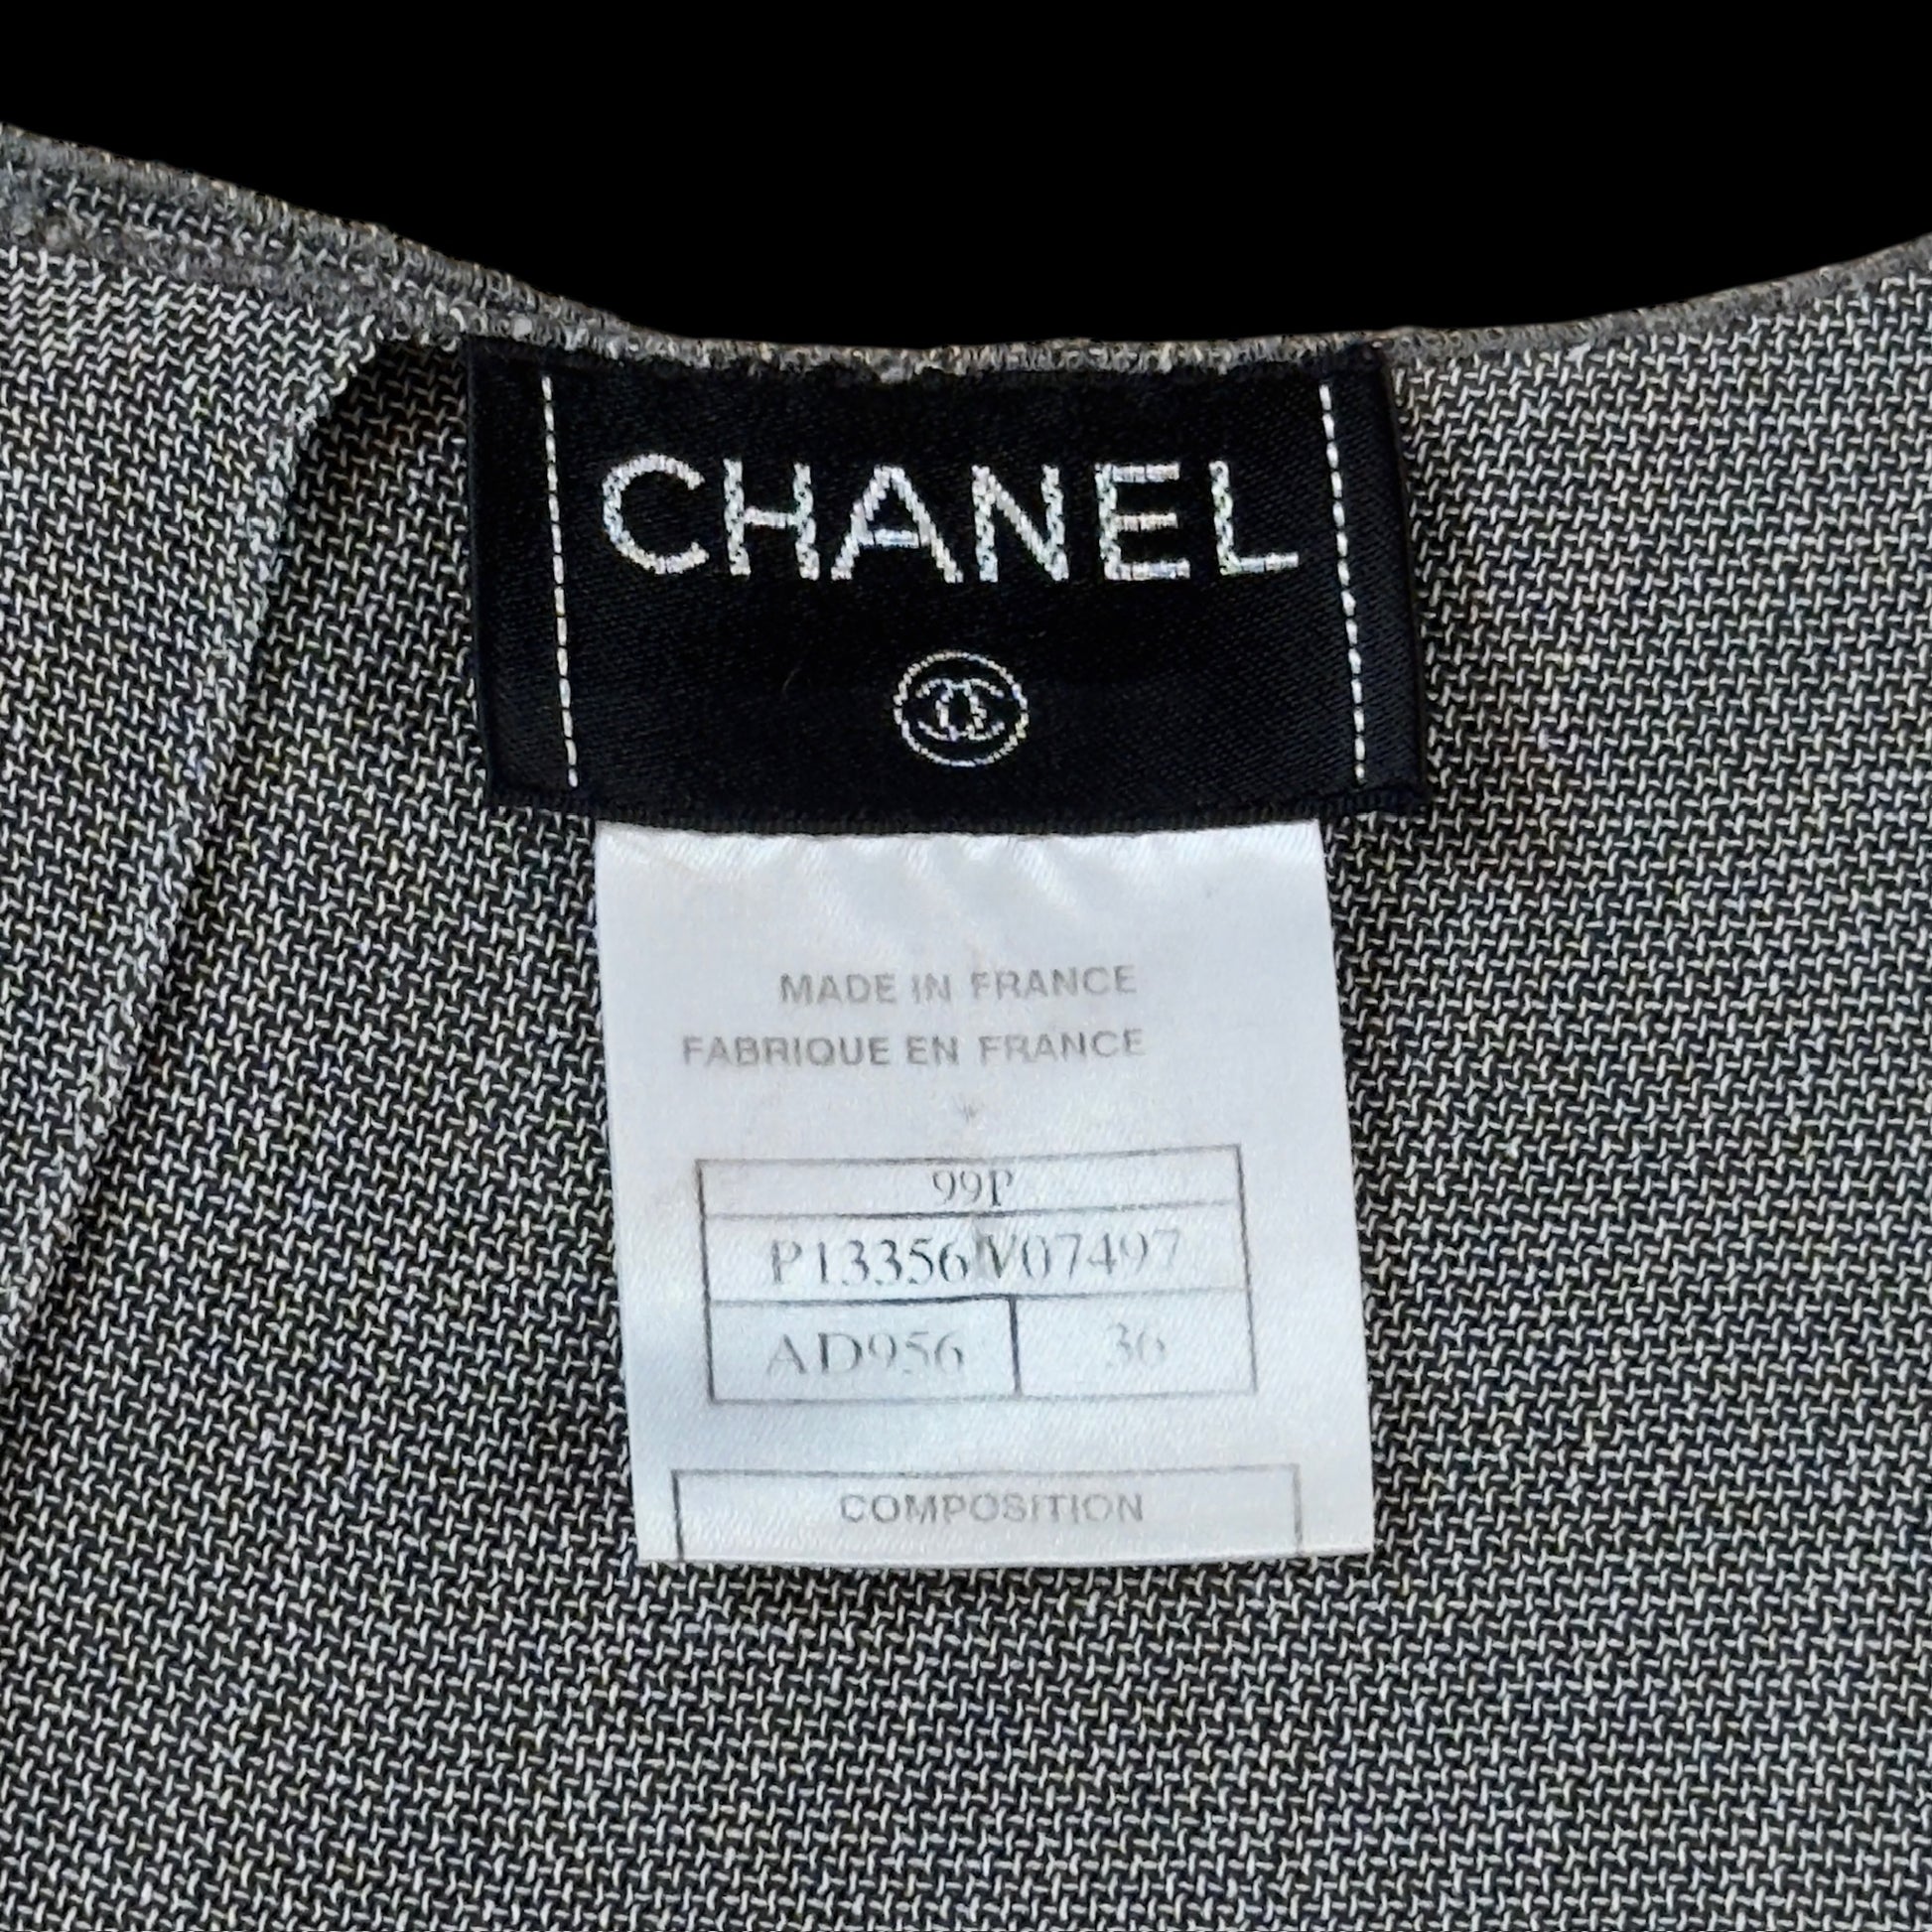 CHANEL
MADE IN FRANCE
FABRIQUE EN FRANCE
99P
P13356V07497
AD956 36
COMPOSITION